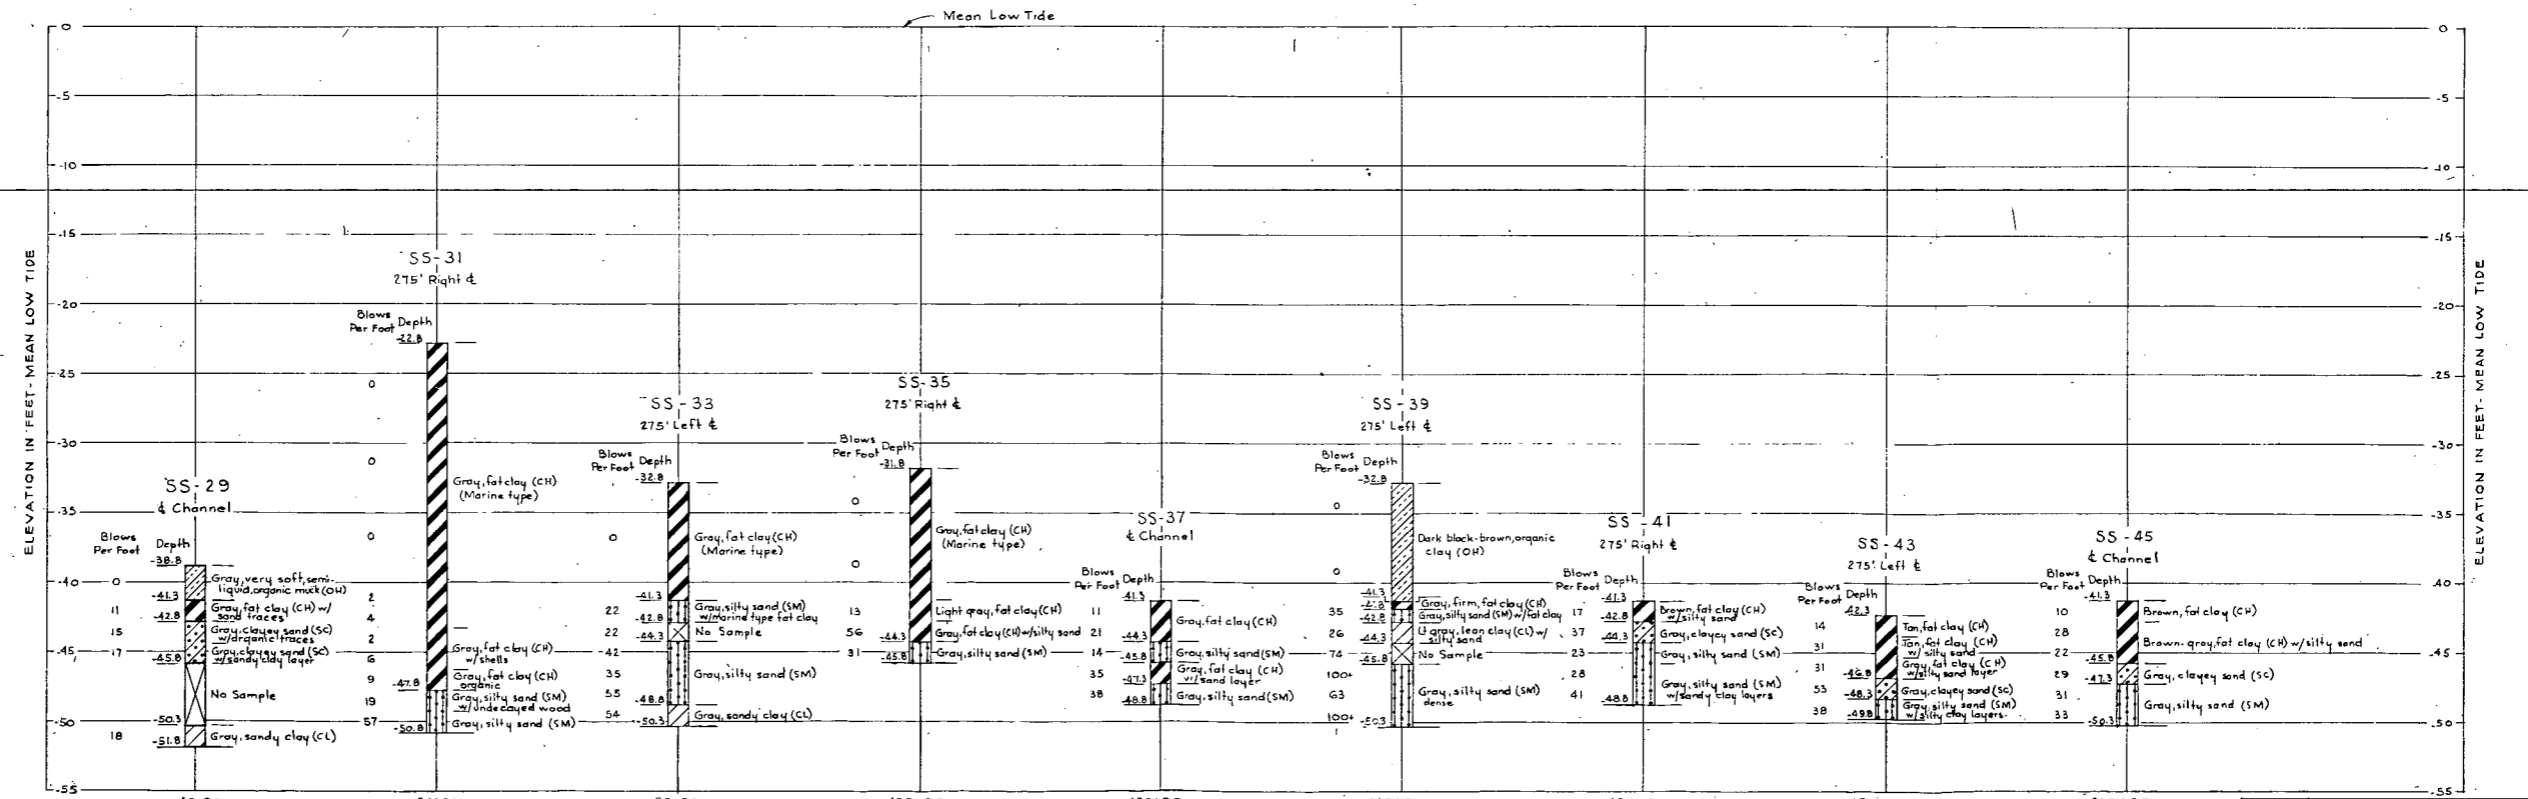 Mean Low Tide
0
-5
-10
-15
-20
-25
-30
-35
-40
-45
-50
-55
ELEVATION IN FEET - MEAN LOW TIDE
SS-29
℄ Channel
Blows
Per Foot
Depth
-38.8
0
Gray, very soft, semi-
liquid, organic muck (OH)
-41.3
11
Gray, fat clay (CH) w/
sand traces
-42.8
15
Gray, clayey sand (SC)
w/organic traces
17
Gray, clayey sand (SC)
w/sandy clay layer
-45.8
No Sample
-50.3
18
Gray, sandy clay (CL)
-51.8
SS-31
275' Right ℄
Blows
Per Foot
Depth
-22.8
0
0
Gray, fat clay (CH)
(Marine type)
0
2
4
2
Gray, fat clay (CH)
w/shells
6
9
Gray, fat clay (CH)
organic
-47.8
19
Gray, silty sand (SM)
w/undecayed wood
57
Gray, silty sand (SM)
-50.8
SS-33
275' Left ℄
Blows
Per Foot
Depth
-32.8
0
Gray, fat clay (CH)
(Marine type)
-41.3
22
Gray, silty sand (SM)
w/marine type fat clay
-42.8
22
No Sample
-44.3
42
35
Gray, silty sand (SM)
55
-48.8
54
Gray, sandy clay (CL)
-50.3
SS-35
275' Right ℄
Blows
Per Foot
Depth
-31.8
0
Gray, fat clay (CH)
(Marine type)
0
13
Light gray, fat clay (CH)
56
Gray, fat clay (CH) w/silty sand
-44.3
31
Gray, silty sand (SM)
-45.8
SS-37
℄ Channel
Blows
Per Foot
Depth
-41.3
11
Gray, fat clay (CH)
21
-44.3
14
Gray, silty sand (SM)
-45.8
35
Gray, fat clay (CH)
w/sand layer
-47.3
38
Gray, silty sand (SM)
-48.8
SS-39
275' Left ℄
Blows
Per Foot
Depth
-32.8
0
Dark black-brown, organic
clay (OH)
0
-41.3
Gray, firm, fat clay (CH)
-41.8
35
Gray, silty sand (SM) w/fat clay
-42.8
26
Lt gray, lean clay (CL) w/
silty sand
-44.3
74
No Sample
-45.8
100+
63
Gray, silty sand (SM)
dense
100+
-50.3
SS-41
275' Right ℄
Blows
Per Foot
Depth
-41.3
17
Brown, fat clay (CH)
w/silty sand
-42.8
37
Gray, clayey sand (SC)
-44.3
23
Gray, silty sand (SM)
28
Gray, silty sand (SM)
w/sandy clay layers
41
-48.8
SS-43
275' Left ℄
Blows
Per Foot
Depth
-42.3
14
Tan, fat clay (CH)
31
Tan, fat clay (CH)
w/silty sand
31
Gray, fat clay (CH)
w/silty sand layer
-46.8
53
Gray, clayey sand (SC)
-48.3
38
Gray, silty sand (SM)
w/silty clay layers
-49.8
SS-45
℄ Channel
Blows
Per Foot
Depth
-41.3
10
Brown, fat clay (CH)
28
Brown-gray, fat clay (CH) w/silty sand
22
-45.8
29
Gray, clayey sand (SC)
-47.3
31
Gray, silty sand (SM)
33
-50.3
0
-5
-10
-15
-20
-25
-30
-35
-40
-45
-50
-55
ELEVATION IN FEET - MEAN LOW TIDE